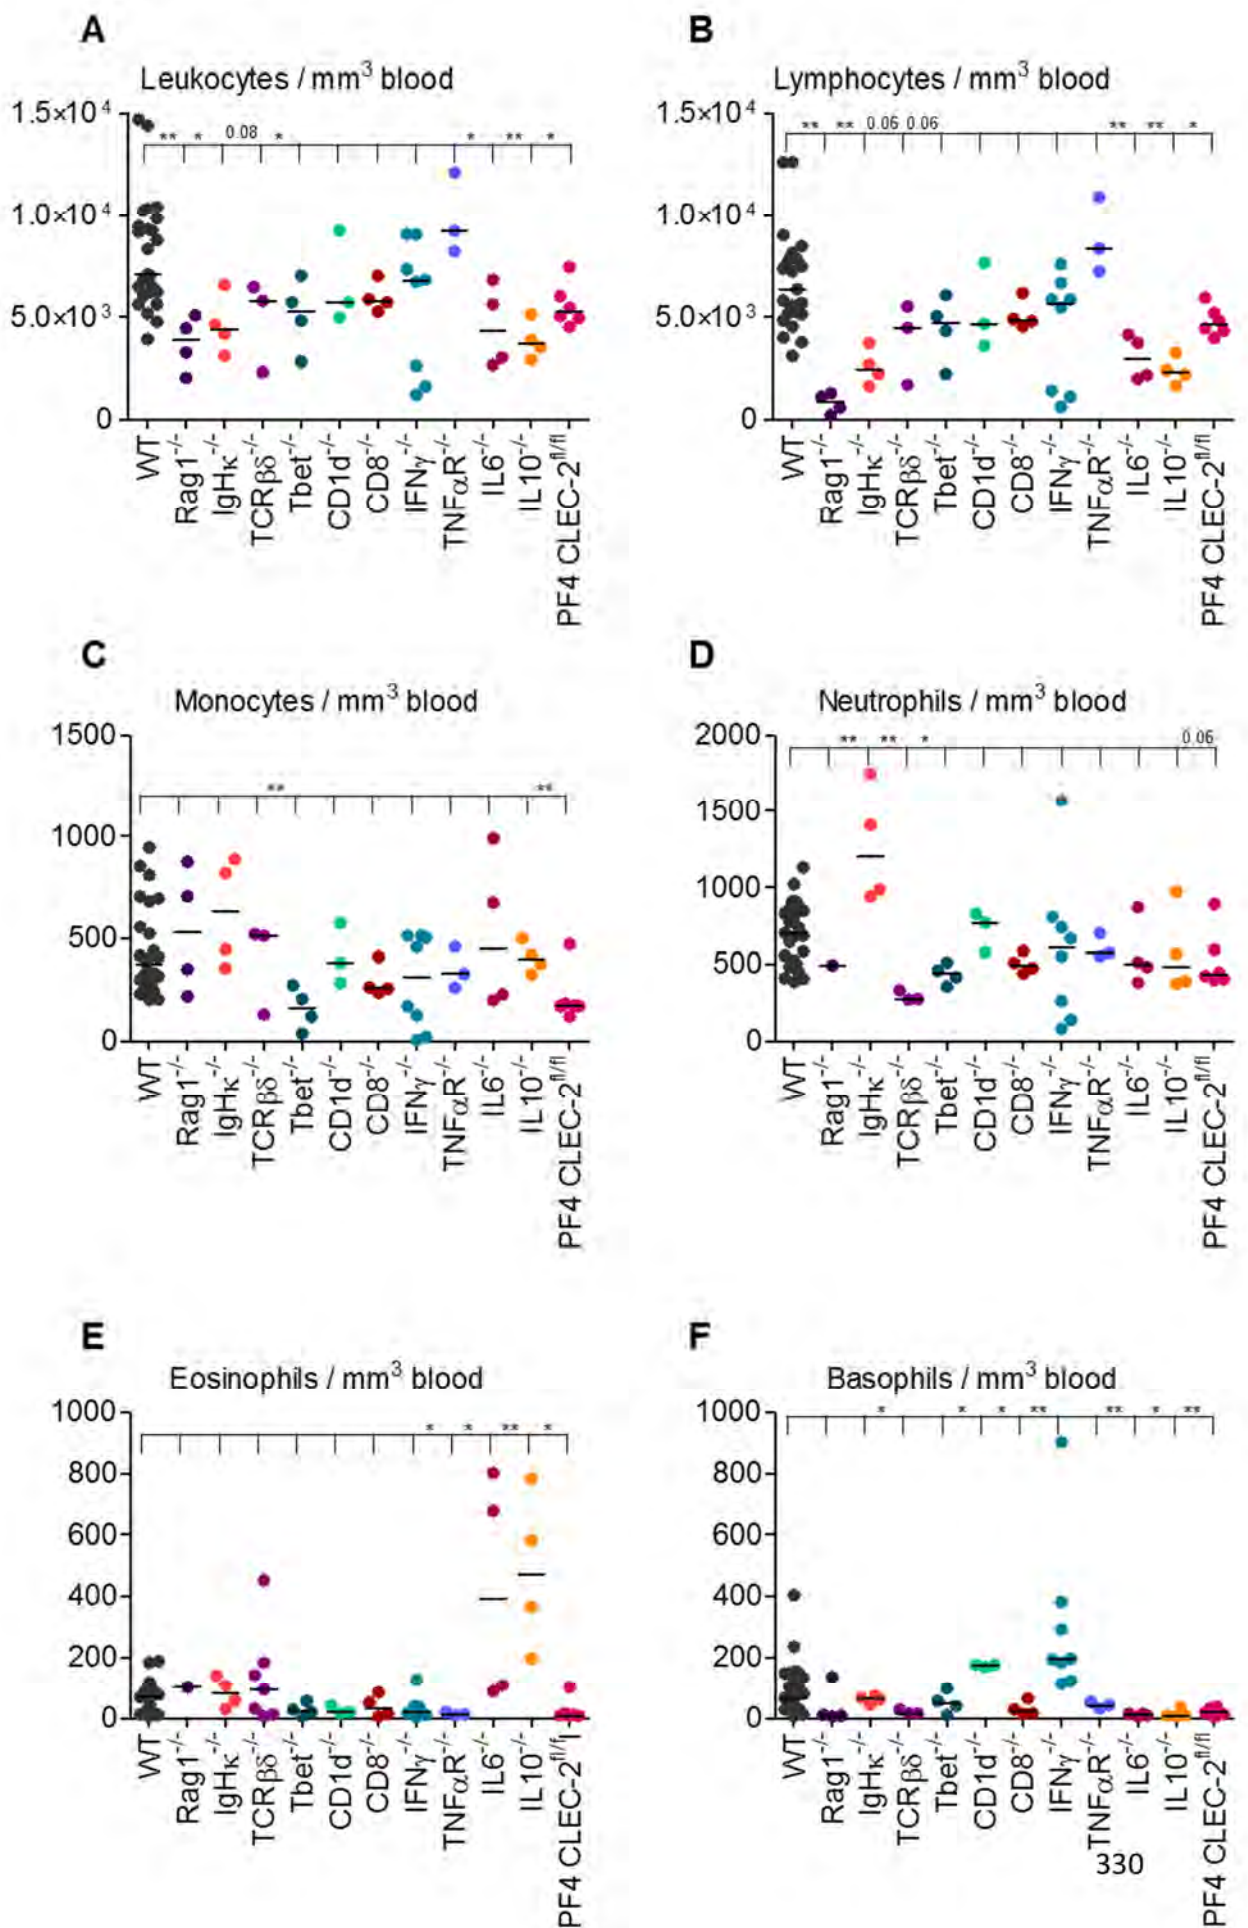 A
Leukocytes / mm³ blood
1.5×10⁴
1.0×10⁴
5.0×10³
0
** * 0.08 * * ** *
WT
Rag1⁻/⁻
IgHκ⁻/⁻
TCRβδ⁻/⁻
Tbet⁻/⁻
CD1d⁻/⁻
CD8⁻/⁻
IFNγ⁻/⁻
TNFαR⁻/⁻
IL6⁻/⁻
IL10⁻/⁻
PF4 CLEC-2fl/fl
B
Lymphocytes / mm³ blood
1.5×10⁴
1.0×10⁴
5.0×10³
0
** ** 0.06 0.06 ** ** *
WT
Rag1⁻/⁻
IgHκ⁻/⁻
TCRβδ⁻/⁻
Tbet⁻/⁻
CD1d⁻/⁻
CD8⁻/⁻
IFNγ⁻/⁻
TNFαR⁻/⁻
IL6⁻/⁻
IL10⁻/⁻
PF4 CLEC-2fl/fl
C
Monocytes / mm³ blood
1500
1000
500
0
** **
WT
Rag1⁻/⁻
IgHκ⁻/⁻
TCRβδ⁻/⁻
Tbet⁻/⁻
CD1d⁻/⁻
CD8⁻/⁻
IFNγ⁻/⁻
TNFαR⁻/⁻
IL6⁻/⁻
IL10⁻/⁻
PF4 CLEC-2fl/fl
D
Neutrophils / mm³ blood
2000
1500
1000
500
0
** ** * 0.06
WT
Rag1⁻/⁻
IgHκ⁻/⁻
TCRβδ⁻/⁻
Tbet⁻/⁻
CD1d⁻/⁻
CD8⁻/⁻
IFNγ⁻/⁻
TNFαR⁻/⁻
IL6⁻/⁻
IL10⁻/⁻
PF4 CLEC-2fl/fl
E
Eosinophils / mm³ blood
1000
800
600
400
200
0
* * ** *
WT
Rag1⁻/⁻
IgHκ⁻/⁻
TCRβδ⁻/⁻
Tbet⁻/⁻
CD1d⁻/⁻
CD8⁻/⁻
IFNγ⁻/⁻
TNFαR⁻/⁻
IL6⁻/⁻
IL10⁻/⁻
PF4 CLEC-2fl/fl
F
Basophils / mm³ blood
1000
800
600
400
200
0
* * * ** ** * **
WT
Rag1⁻/⁻
IgHκ⁻/⁻
TCRβδ⁻/⁻
Tbet⁻/⁻
CD1d⁻/⁻
CD8⁻/⁻
IFNγ⁻/⁻
TNFαR⁻/⁻
IL6⁻/⁻
IL10⁻/⁻
PF4 CLEC-2fl/fl
330